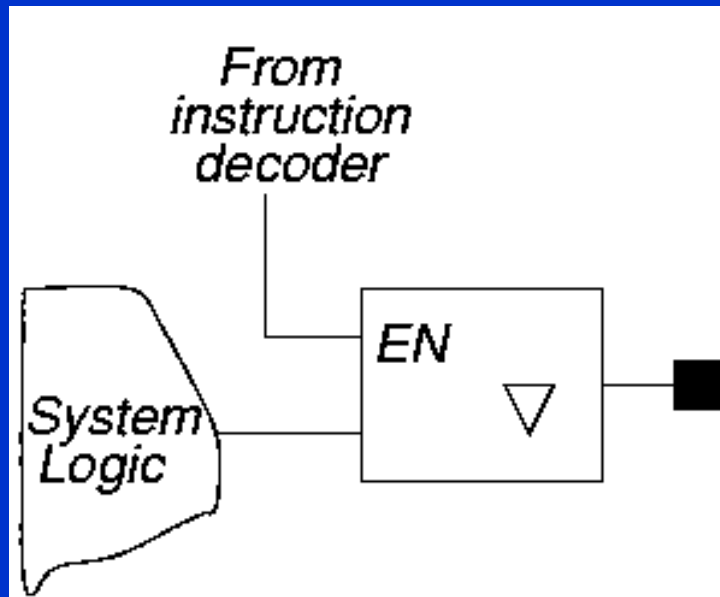 From
instruction
decoder
EN
System
Logic